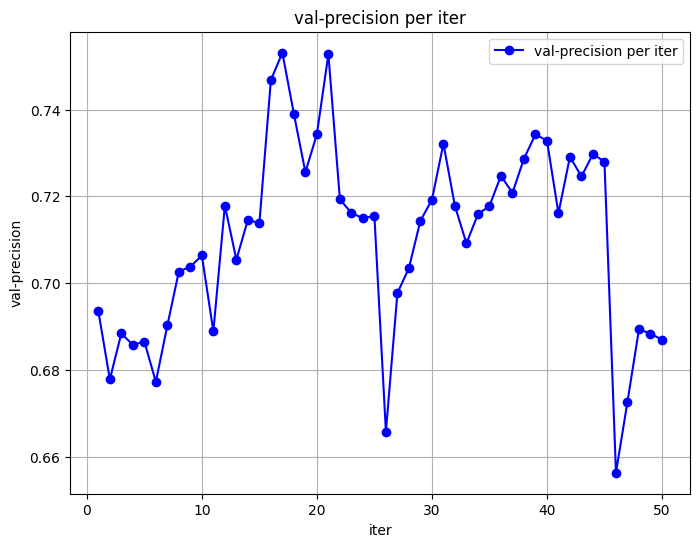 val-precision per iter
val-precision per iter
0.74
0.72
0.70
0.68
0.66
val-precision
0 10 20 30 40 50
iter